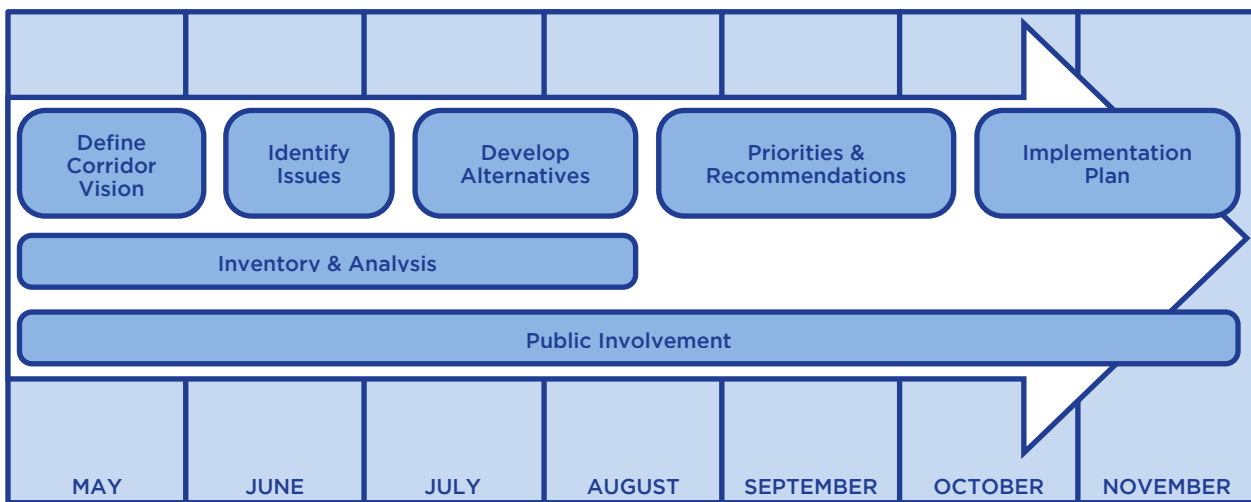 Define
Corridor
Vision
Identify
Issues
Develop
Alternatives
Priorities &
Recommendations
Implementation
Plan
Inventory & Analysis
Public Involvement
MAY
JUNE
JULY
AUGUST
SEPTEMBER
OCTOBER
NOVEMBER